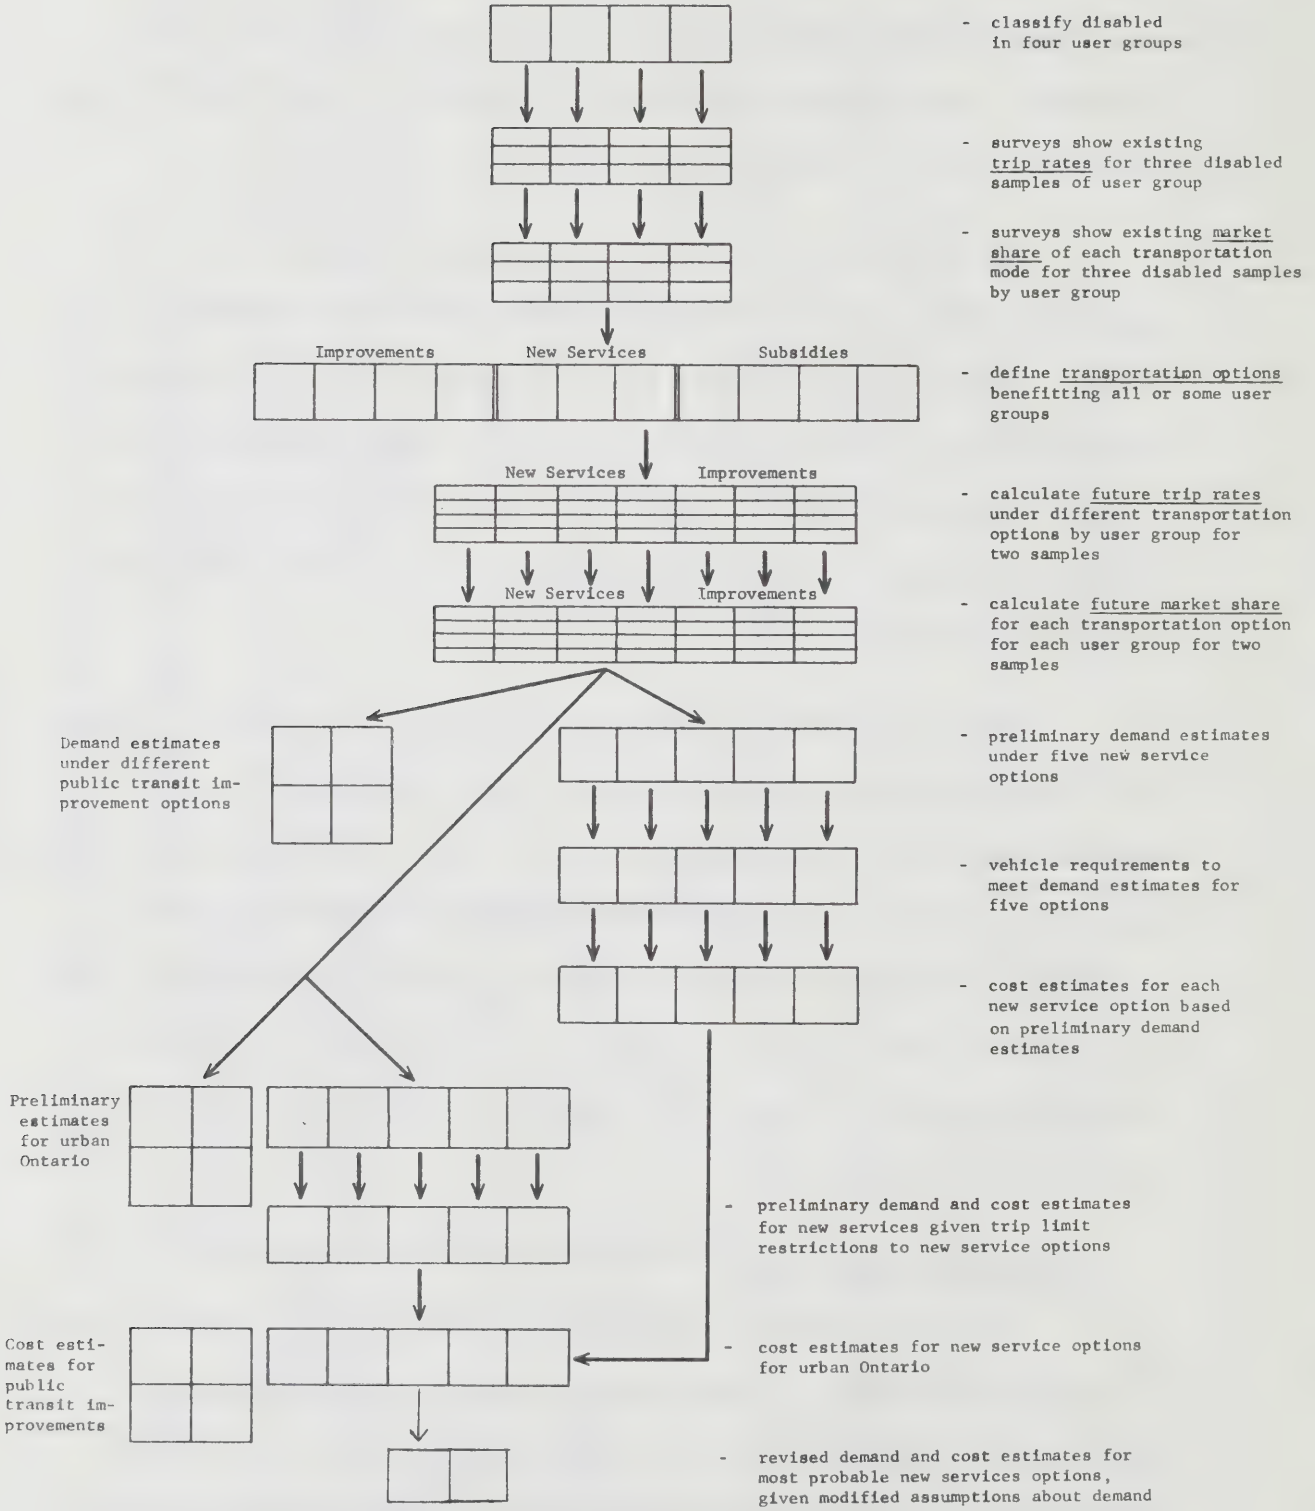 - classify disabled
in four user groups
- surveys show existing
trip rates for three disabled
samples of user group
- surveys show existing market
share of each transportation
mode for three disabled samples
by user group
Improvements New Services Subsidies
- define transportation options
benefitting all or some user
groups
New Services Improvements
- calculate future trip rates
under different transportation
options by user group for
two samples
New Services Improvements
- calculate future market share
for each transportation option
for each user group for two
samples
Demand estimates
under different
public transit im-
provement options
- preliminary demand estimates
under five new service
options
- vehicle requirements to
meet demand estimates for
five options
- cost estimates for each
new service option based
on preliminary demand
estimates
Preliminary
estimates
for urban
Ontario
- preliminary demand and cost estimates
for new services given trip limit
restrictions to new service options
Cost esti-
mates for
public
transit im-
provements
- cost estimates for new service options
for urban Ontario
- revised demand and cost estimates for
most probable new services options,
given modified assumptions about demand